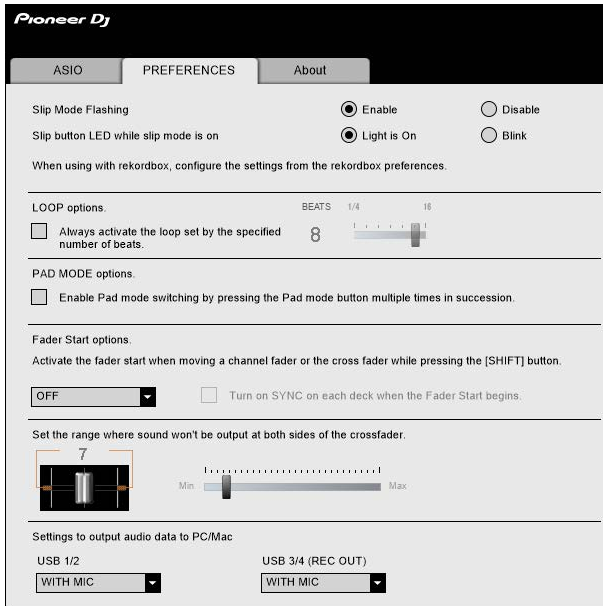 Pioneer Dj
ASIO PREFERENCES About
Slip Mode Flashing Enable Disable
Slip button LED while slip mode is on Light is On Blink
When using with rekordbox, configure the settings from the rekordbox preferences.
LOOP options. BEATS 1/4 16
Always activate the loop set by the specified 8
number of beats.
PAD MODE options.
Enable Pad mode switching by pressing the Pad mode button multiple times in succession.
Fader Start options.
Activate the fader start when moving a channel fader or the cross fader while pressing the [SHIFT] button.
OFF Turn on SYNC on each deck when the Fader Start begins.
Set the range where sound won't be output at both sides of the crossfader.
7
Min Max
Settings to output audio data to PC/Mac
USB 1/2 USB 3/4 (REC OUT)
WITH MIC WITH MIC